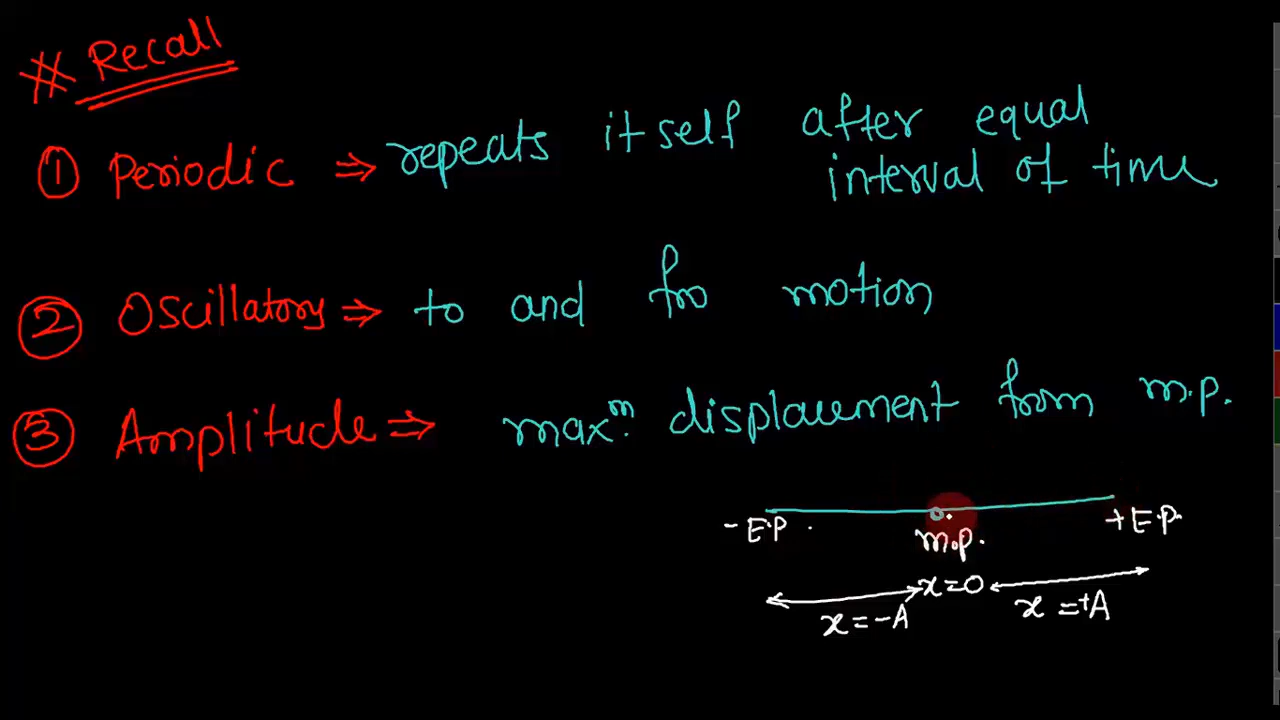 # Recall
① Periodic ⇒ repeats itself after equal
interval of time
② Oscillatory ⇒ to and fro motion
③ Amplitude ⇒ maxᵐ. displacement from m.p.
-E.P. m.p. +E.P.
x=0
x=-A x=+A